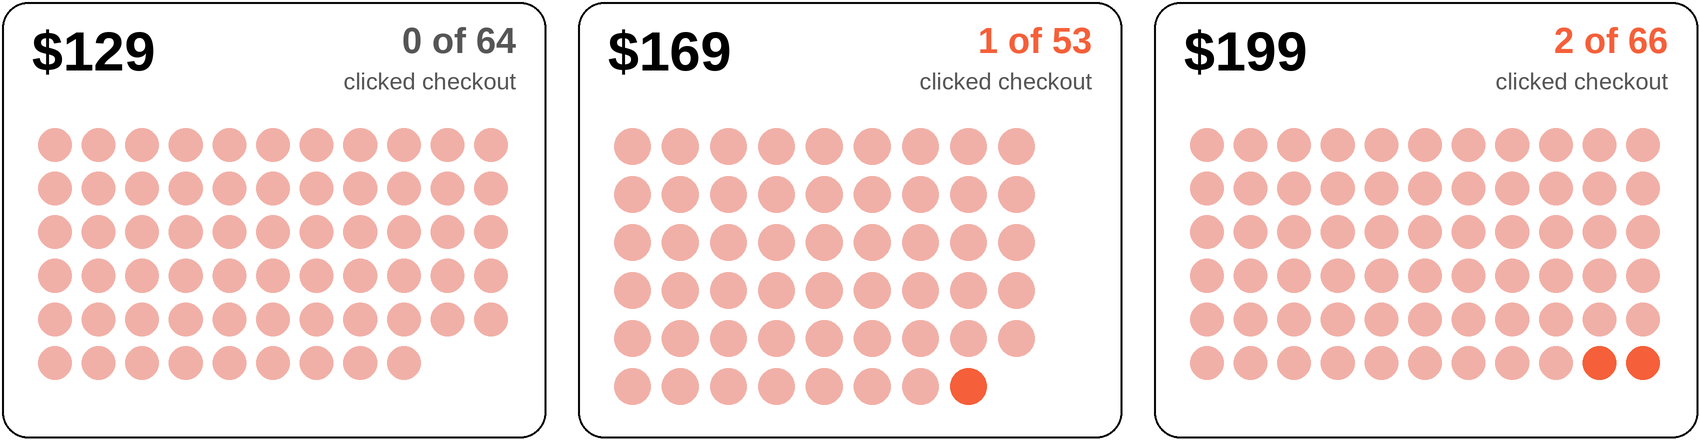 $129
0 of 64
clicked checkout
$169
1 of 53
clicked checkout
$199
2 of 66
clicked checkout